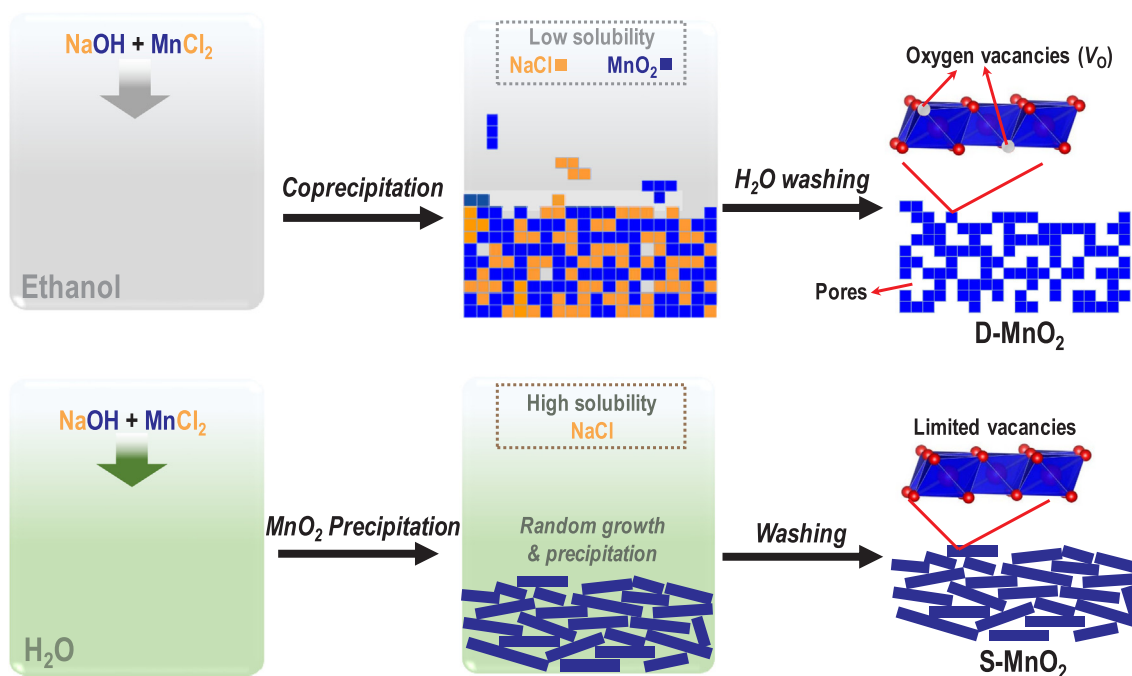 NaOH + MnCl₂
Ethanol
Coprecipitation
Low solubility
NaCl MnO₂
H₂O washing
Oxygen vacancies (V_O)
Pores
D-MnO₂
NaOH + MnCl₂
H₂O
MnO₂ Precipitation
High solubility
NaCl
Random growth
& precipitation
Washing
Limited vacancies
S-MnO₂